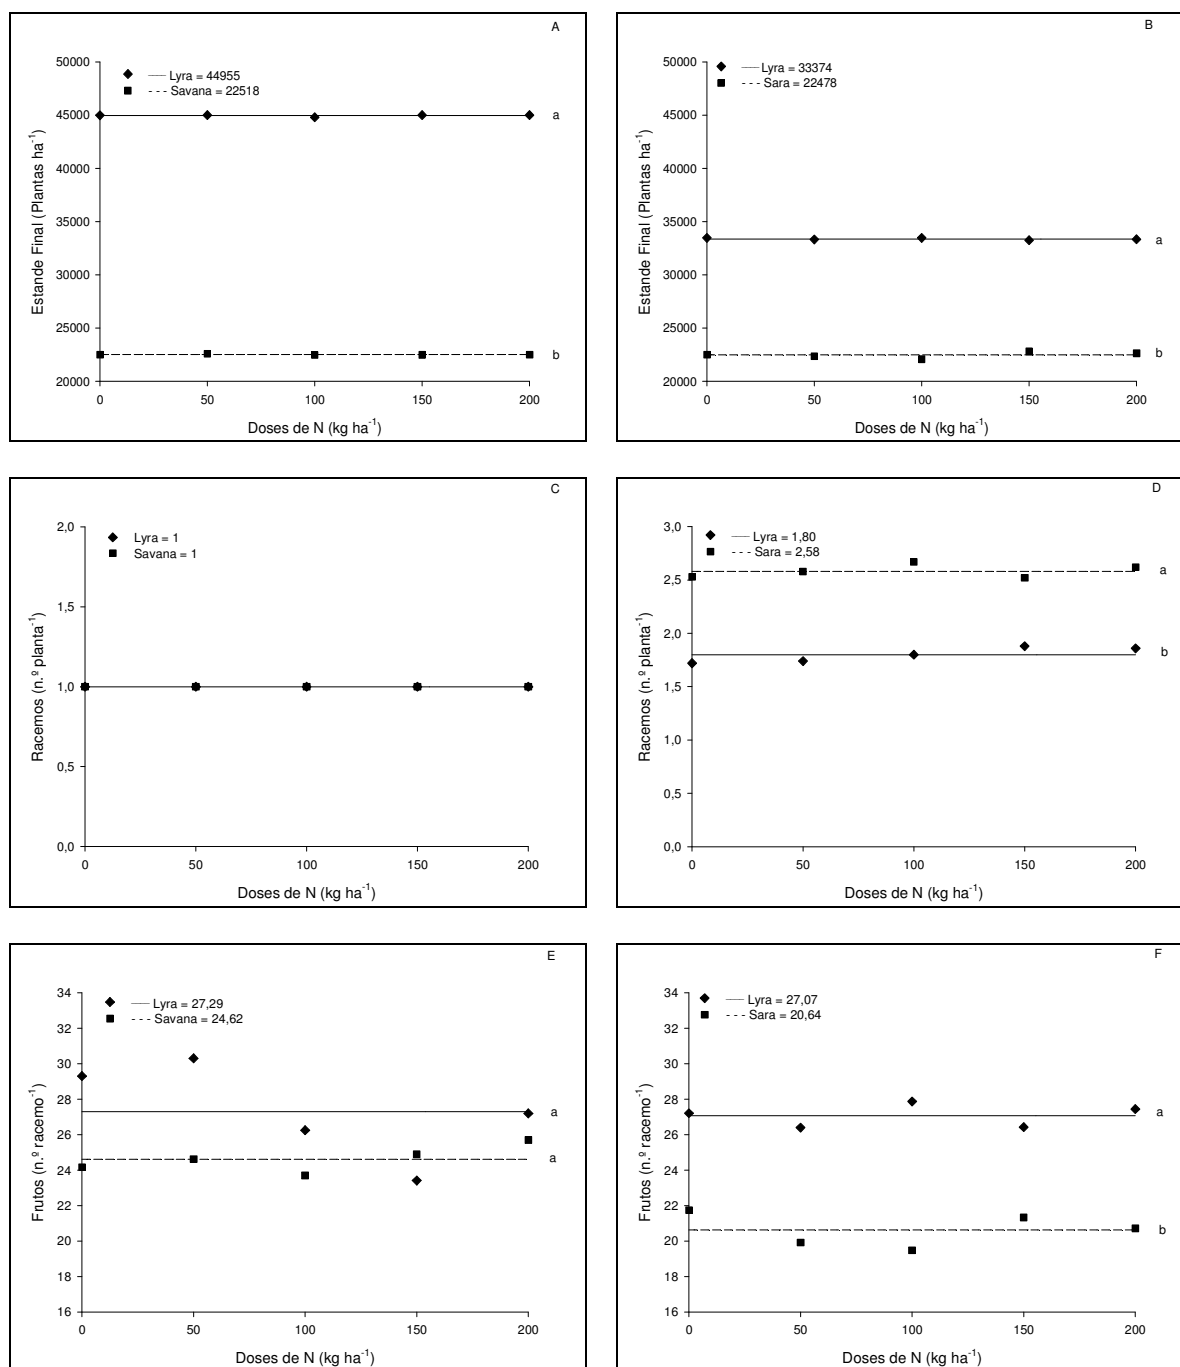 A
— Lyra = 44955
--- Savana = 22518
Estande Final (Plantas ha⁻¹)
50000
45000
40000
35000
30000
25000
20000
a
b
0 50 100 150 200
Doses de N (kg ha⁻¹)
B
— Lyra = 33374
--- Sara = 22478
Estande Final (Plantas ha⁻¹)
50000
45000
40000
35000
30000
25000
20000
a
b
0 50 100 150 200
Doses de N (kg ha⁻¹)
C
Lyra = 1
Savana = 1
Racemos (n.º planta⁻¹)
2,0
1,5
1,0
0,5
0,0
0 50 100 150 200
Doses de N (kg ha⁻¹)
D
— Lyra = 1,80
--- Sara = 2,58
Racemos (n.º planta⁻¹)
3,0
2,5
2,0
1,5
1,0
0,5
0,0
a
b
0 50 100 150 200
Doses de N (kg ha⁻¹)
E
— Lyra = 27,29
--- Savana = 24,62
Frutos (n.º racemo⁻¹)
34
32
30
28
26
24
22
20
18
16
a
a
0 50 100 150 200
Doses de N (kg ha⁻¹)
F
— Lyra = 27,07
--- Sara = 20,64
Frutos (n.º racemo⁻¹)
34
32
30
28
26
24
22
20
18
16
a
b
0 50 100 150 200
Doses de N (kg ha⁻¹)